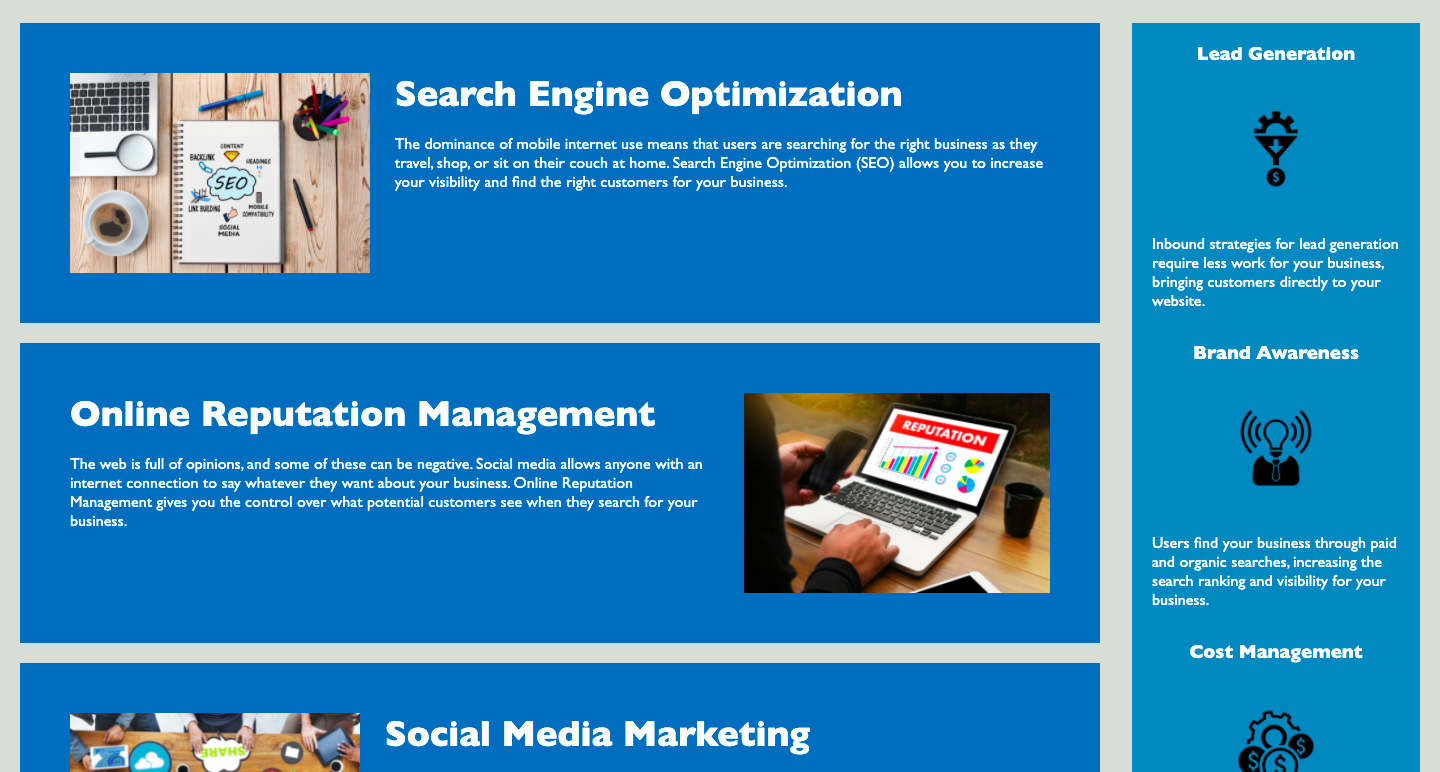 Search Engine Optimization
The dominance of mobile internet use means that users are searching for the right business as they
travel, shop, or sit on their couch at home. Search Engine Optimization (SEO) allows you to increase
your visibility and find the right customers for your business.
CONTENT
BACKLINK
HEADINGS
SEO
LINK BUILDING
MOBILE
COMPATIBILITY
SOCIAL
MEDIA
Online Reputation Management
The web is full of opinions, and some of these can be negative. Social media allows anyone with an
internet connection to say whatever they want about your business. Online Reputation
Management gives you the control over what potential customers see when they search for your
business.
REPUTATION
Social Media Marketing
SHARE
Lead Generation
$
Inbound strategies for lead generation
require less work for your business,
bringing customers directly to your
website.
Brand Awareness
Users find your business through paid
and organic searches, increasing the
search ranking and visibility for your
business.
Cost Management
$ $ $